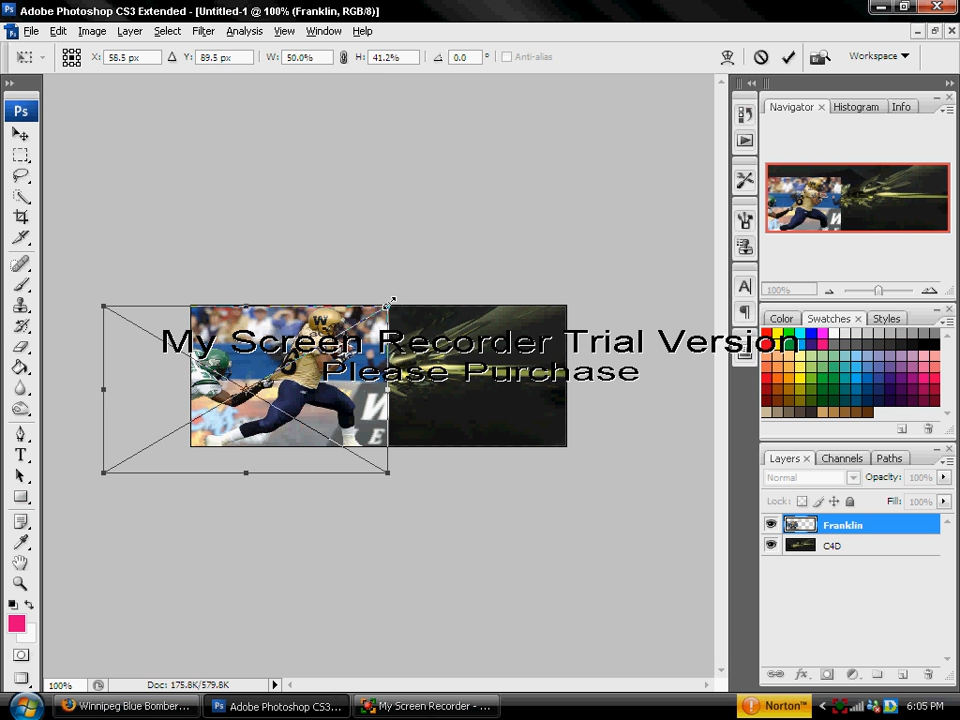 Adobe Photoshop CS3 Extended - [Untitled-1 @ 100% (Franklin, RGB/8)]
File Edit Image Layer Select Filter Analysis View Window Help
X: 58.5 px Y: 89.5 px W: 50.0% H: 41.2% 0.0 ° Anti-alias Workspace
Ps
Navigator × Histogram Info
100%
Color Swatches × Styles
W
My Screen Recorder Trial Version
Please Purchase
Layers × Channels Paths
Normal Opacity: 100%
Lock: Fill: 100%
Franklin
C4D
100% Doc: 175.8K/579.8K
Winnipeg Blue Bomber... Adobe Photoshop CS3... My Screen Recorder - ... Norton™ 6:05 PM